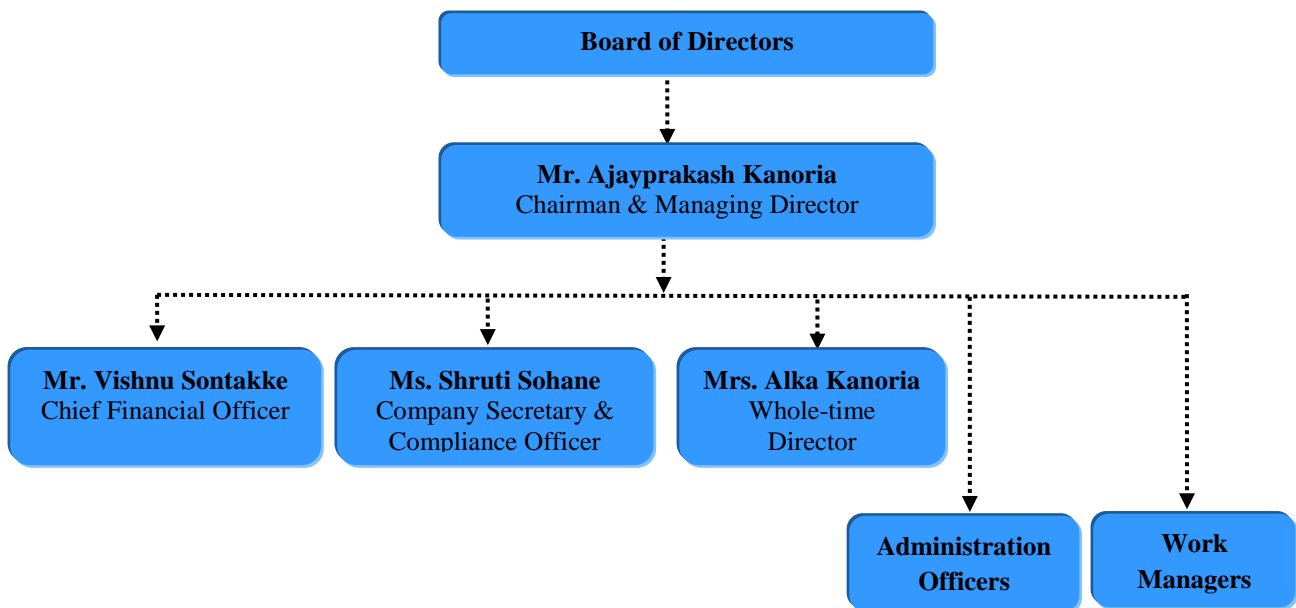 Board of Directors
Mr. Ajayprakash Kanoria
Chairman & Managing Director
Mr. Vishnu Sontakke
Chief Financial Officer
Ms. Shruti Sohane
Company Secretary &
Compliance Officer
Mrs. Alka Kanoria
Whole-time
Director
Administration
Officers
Work
Managers